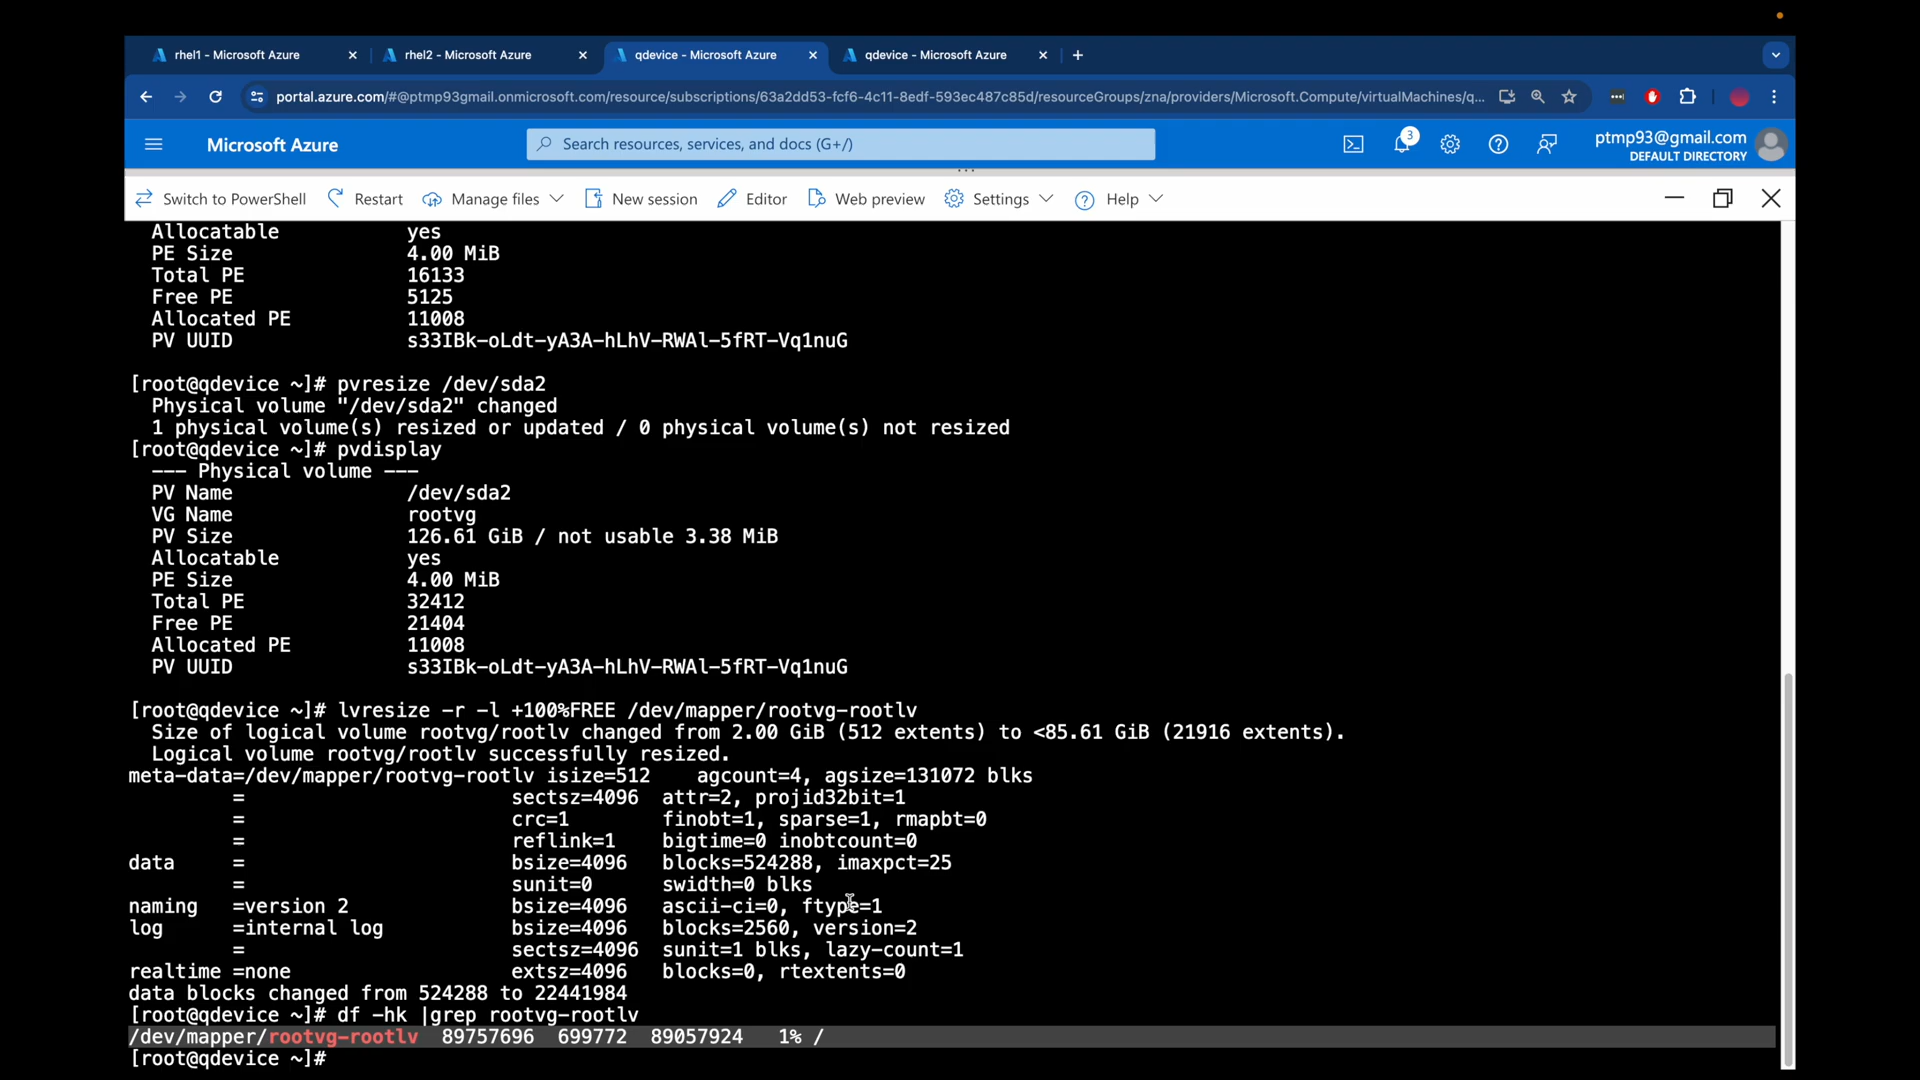 rhel1 - Microsoft Azure
rhel2 - Microsoft Azure
qdevice - Microsoft Azure
qdevice - Microsoft Azure
portal.azure.com/#@ptmp93gmail.onmicrosoft.com/resource/subscriptions/63a2dd53-fcf6-4c11-8edf-593ec487c85d/resourceGroups/zna/providers/Microsoft.Compute/virtualMachines/q...
Microsoft Azure
Search resources, services, and docs (G+/)
3
ptmp93@gmail.com
DEFAULT DIRECTORY
Switch to PowerShell
Restart
Manage files
New session
Editor
Web preview
Settings
Help
Allocatable yes
PE Size 4.00 MiB
Total PE 16133
Free PE 5125
Allocated PE 11008
PV UUID s33IBk-oLdt-yA3A-hLhV-RWAl-5fRT-Vq1nuG
[root@qdevice ~]# pvresize /dev/sda2
Physical volume "/dev/sda2" changed
1 physical volume(s) resized or updated / 0 physical volume(s) not resized
[root@qdevice ~]# pvdisplay
--- Physical volume ---
PV Name /dev/sda2
VG Name rootvg
PV Size 126.61 GiB / not usable 3.38 MiB
Allocatable yes
PE Size 4.00 MiB
Total PE 32412
Free PE 21404
Allocated PE 11008
PV UUID s33IBk-oLdt-yA3A-hLhV-RWAl-5fRT-Vq1nuG
[root@qdevice ~]# lvresize -r -l +100%FREE /dev/mapper/rootvg-rootlv
Size of logical volume rootvg/rootlv changed from 2.00 GiB (512 extents) to <85.61 GiB (21916 extents).
Logical volume rootvg/rootlv successfully resized.
meta-data=/dev/mapper/rootvg-rootlv isize=512 agcount=4, agsize=131072 blks
= sectsz=4096 attr=2, projid32bit=1
= crc=1 finobt=1, sparse=1, rmapbt=0
= reflink=1 bigtime=0 inobtcount=0
data = bsize=4096 blocks=524288, imaxpct=25
= sunit=0 swidth=0 blks
naming =version 2 bsize=4096 ascii-ci=0, ftype=1
log =internal log bsize=4096 blocks=2560, version=2
= sectsz=4096 sunit=1 blks, lazy-count=1
realtime =none extsz=4096 blocks=0, rtextents=0
data blocks changed from 524288 to 22441984
[root@qdevice ~]# df -hk |grep rootvg-rootlv
/dev/mapper/rootvg-rootlv 89757696 699772 89057924 1% /
[root@qdevice ~]#